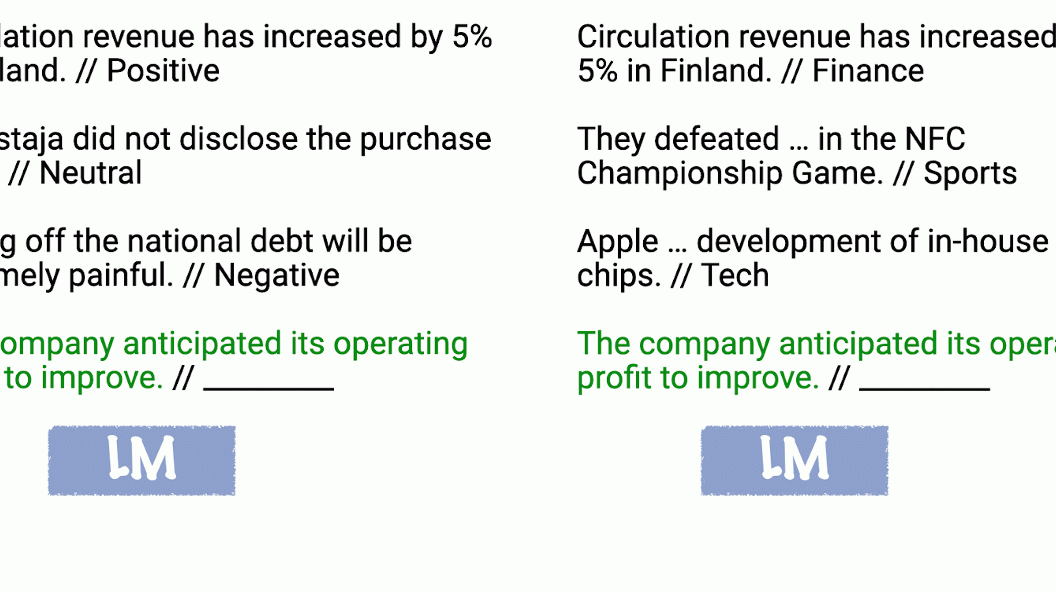 lation revenue has increased by 5%
land. // Positive
staja did not disclose the purchase
// Neutral
g off the national debt will be
mely painful. // Negative
ompany anticipated its operating
to improve. // ________
LM
Circulation revenue has increased
5% in Finland. // Finance
They defeated … in the NFC
Championship Game. // Sports
Apple … development of in-house
chips. // Tech
The company anticipated its opera
profit to improve. // ________
LM